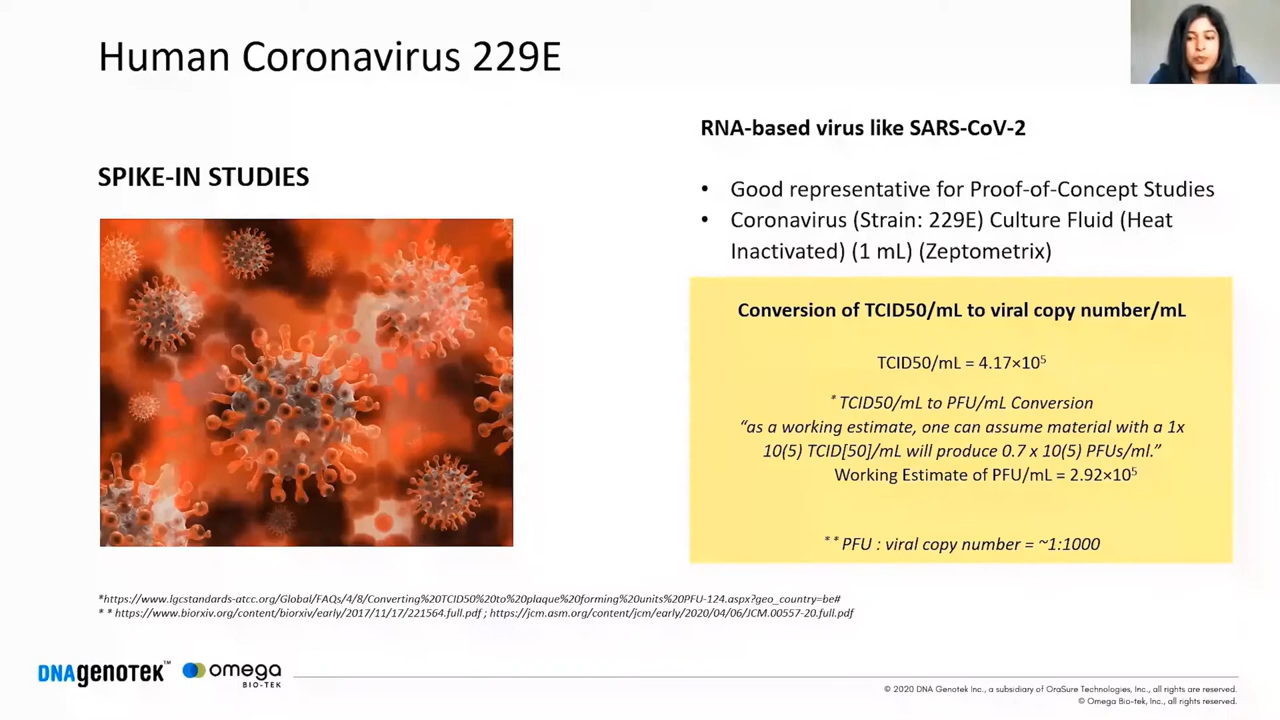 Human Coronavirus 229E
SPIKE-IN STUDIES
RNA-based virus like SARS-CoV-2
• Good representative for Proof-of-Concept Studies
• Coronavirus (Strain: 229E) Culture Fluid (Heat
Inactivated) (1 mL) (Zeptometrix)
Conversion of TCID50/mL to viral copy number/mL
TCID50/mL = 4.17×10⁵
* TCID50/mL to PFU/mL Conversion
“as a working estimate, one can assume material with a 1x
10(5) TCID[50]/mL will produce 0.7 x 10(5) PFUs/ml.”
Working Estimate of PFU/mL = 2.92×10⁵
** PFU : viral copy number = ~1:1000
*https://www.lgcstandards-atcc.org/Global/FAQs/4/8/Converting%20TCID50%20to%20plaque%20forming%20units%20PFU-124.aspx?geo_country=be#
* * https://www.biorxiv.org/content/biorxiv/early/2017/11/17/221564.full.pdf ; https://jcm.asm.org/content/jcm/early/2020/04/06/JCM.00557-20.full.pdf
DNAgenotek™
omega
BIO-TEK
© 2020 DNA Genotek Inc., a subsidiary of OraSure Technologies, Inc., all rights are reserved.
© Omega Bio-tek, Inc., all rights reserved.